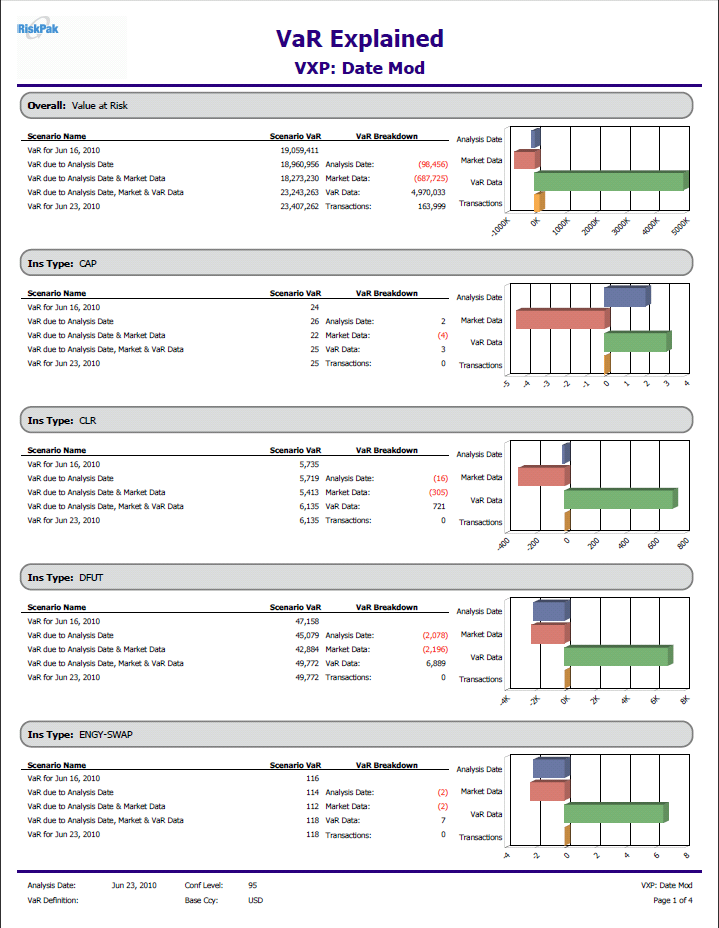 RiskPak
VaR Explained
VXP: Date Mod
Overall: Value at Risk
Scenario Name Scenario VaR VaR Breakdown
VaR for Jun 16, 2010 19,059,411
VaR due to Analysis Date 18,960,956 Analysis Date: (98,456)
VaR due to Analysis Date & Market Data 18,273,230 Market Data: (687,725)
VaR due to Analysis Date, Market & VaR Data 23,243,263 VaR Data: 4,970,033
VaR for Jun 23, 2010 23,407,262 Transactions: 163,999
Analysis Date
Market Data
VaR Data
Transactions
-1000K 0K 1000K 2000K 3000K 4000K 5000K
Ins Type: CAP
Scenario Name Scenario VaR VaR Breakdown
VaR for Jun 16, 2010 24
VaR due to Analysis Date 26 Analysis Date: 2
VaR due to Analysis Date & Market Data 22 Market Data: (4)
VaR due to Analysis Date, Market & VaR Data 25 VaR Data: 3
VaR for Jun 23, 2010 25 Transactions: 0
Analysis Date
Market Data
VaR Data
Transactions
-5 -4 -3 -2 -1 0 1 2 3 4
Ins Type: CLR
Scenario Name Scenario VaR VaR Breakdown
VaR for Jun 16, 2010 5,735
VaR due to Analysis Date 5,719 Analysis Date: (16)
VaR due to Analysis Date & Market Data 5,413 Market Data: (305)
VaR due to Analysis Date, Market & VaR Data 6,135 VaR Data: 721
VaR for Jun 23, 2010 6,135 Transactions: 0
Analysis Date
Market Data
VaR Data
Transactions
-400 -200 0 200 400 600 800
Ins Type: DFUT
Scenario Name Scenario VaR VaR Breakdown
VaR for Jun 16, 2010 47,158
VaR due to Analysis Date 45,079 Analysis Date: (2,078)
VaR due to Analysis Date & Market Data 42,884 Market Data: (2,196)
VaR due to Analysis Date, Market & VaR Data 49,772 VaR Data: 6,889
VaR for Jun 23, 2010 49,772 Transactions: 0
Analysis Date
Market Data
VaR Data
Transactions
-4K -2K 0K 2K 4K 6K 8K
Ins Type: ENGY-SWAP
Scenario Name Scenario VaR VaR Breakdown
VaR for Jun 16, 2010 116
VaR due to Analysis Date 114 Analysis Date: (2)
VaR due to Analysis Date & Market Data 112 Market Data: (2)
VaR due to Analysis Date, Market & VaR Data 118 VaR Data: 7
VaR for Jun 23, 2010 118 Transactions: 0
Analysis Date
Market Data
VaR Data
Transactions
-4 -2 0 2 4 6 8
Analysis Date: Jun 23, 2010 Conf Level: 95 VXP: Date Mod
VaR Definition: Base Ccy: USD Page 1 of 4